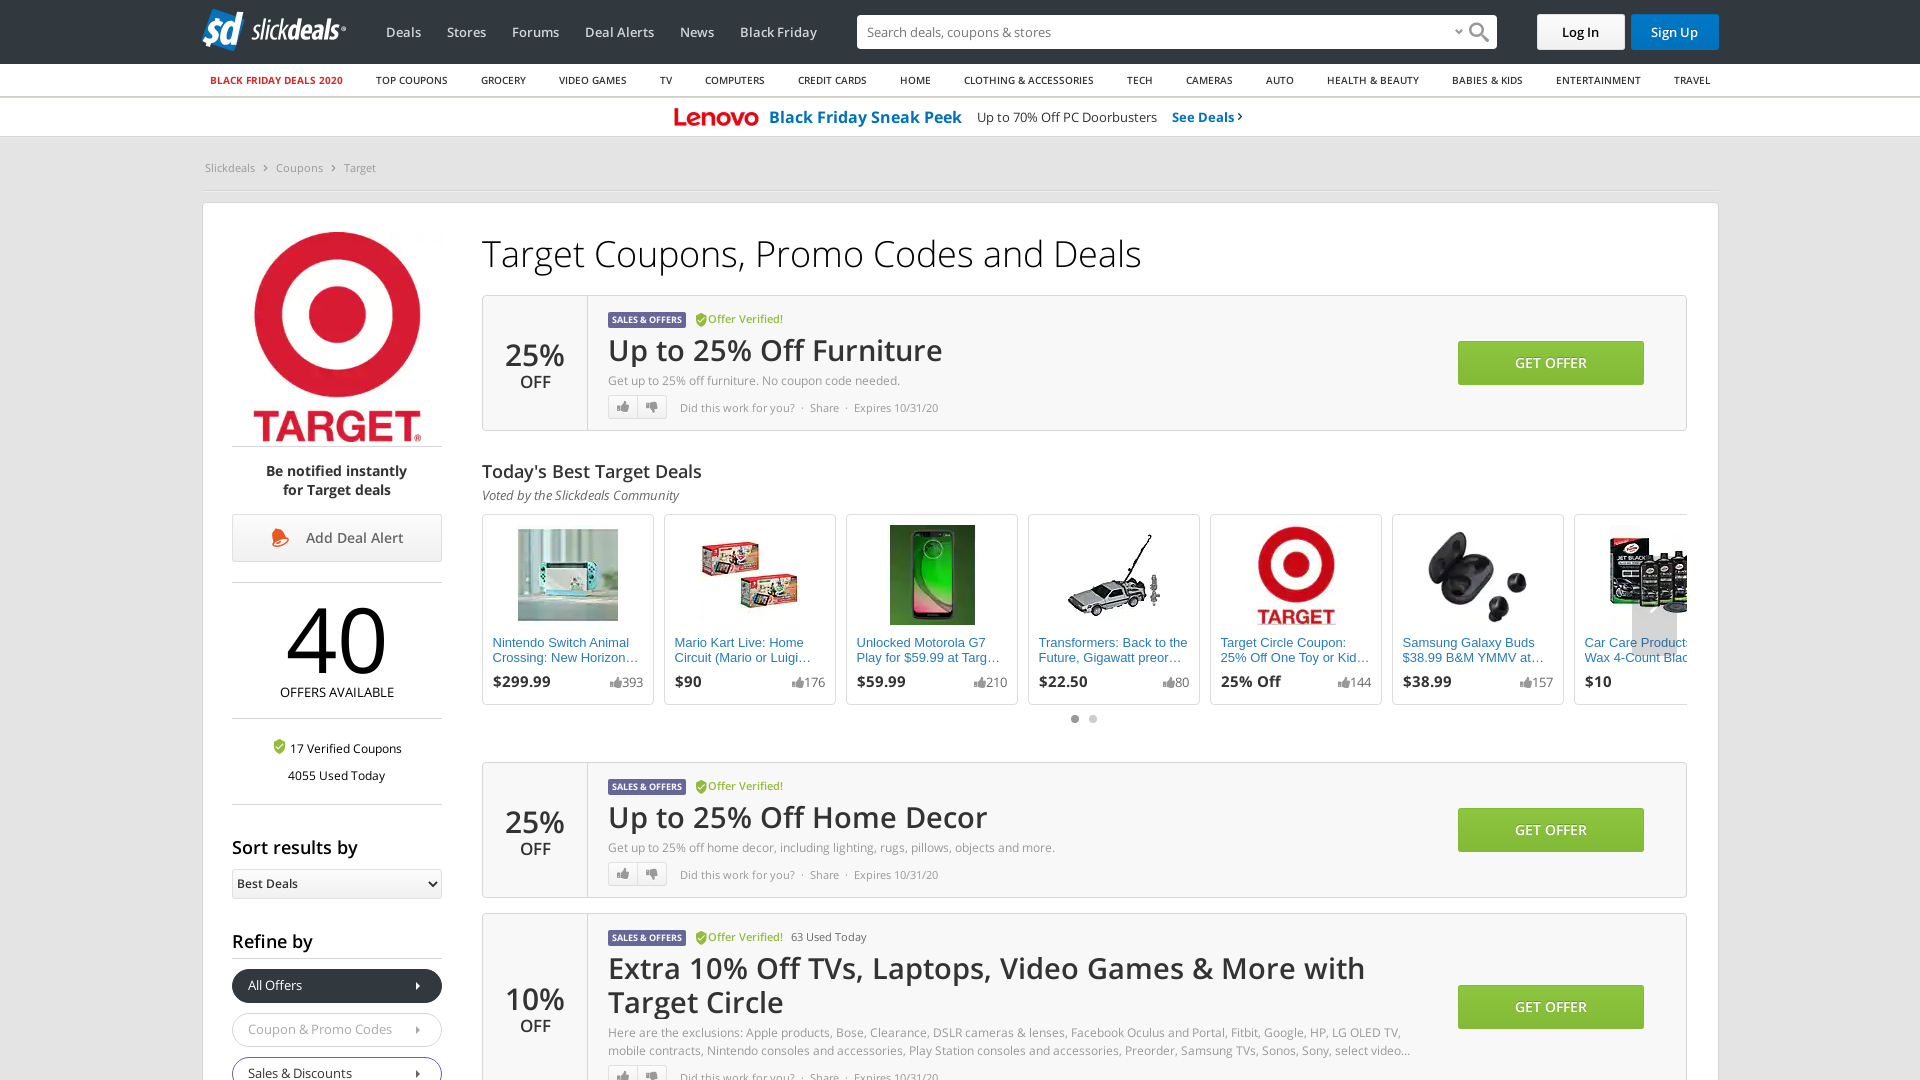 sd slickdeals
Deals Stores Forums Deal Alerts News Black Friday
Search deals, coupons & stores
Log In
Sign Up
BLACK FRIDAY DEALS 2020 TOP COUPONS GROCERY VIDEO GAMES TV COMPUTERS CREDIT CARDS HOME CLOTHING & ACCESSORIES TECH CAMERAS AUTO HEALTH & BEAUTY BABIES & KIDS ENTERTAINMENT TRAVEL
Lenovo Black Friday Sneak Peek Up to 70% Off PC Doorbusters See Deals
Slickdeals Coupons Target
TARGET®
Be notified instantly
for Target deals
Add Deal Alert
40
OFFERS AVAILABLE
17 Verified Coupons
4055 Used Today
Sort results by
Best Deals
Refine by
All Offers
Coupon & Promo Codes
Sales & Discounts
Target Coupons, Promo Codes and Deals
25%
OFF
SALES & OFFERS Offer Verified!
Up to 25% Off Furniture
Get up to 25% off furniture. No coupon code needed.
Did this work for you? · Share · Expires 10/31/20
GET OFFER
Today's Best Target Deals
Voted by the Slickdeals Community
Nintendo Switch Animal
Crossing: New Horizon...
$299.99 393
Mario Kart Live: Home
Circuit (Mario or Luigi...
$90 176
Unlocked Motorola G7
Play for $59.99 at Targ...
$59.99 210
Transformers: Back to the
Future, Gigawatt preor...
$22.50 80
TARGET
Target Circle Coupon:
25% Off One Toy or Kid...
25% Off 144
Samsung Galaxy Buds
$38.99 B&M YMMV at...
$38.99 157
JET BLACK
Car Care Products
Wax 4-Count Blac
$10
25%
OFF
SALES & OFFERS Offer Verified!
Up to 25% Off Home Decor
Get up to 25% off home decor, including lighting, rugs, pillows, objects and more.
Did this work for you? · Share · Expires 10/31/20
GET OFFER
10%
OFF
SALES & OFFERS Offer Verified! 63 Used Today
Extra 10% Off TVs, Laptops, Video Games & More with
Target Circle
Here are the exclusions: Apple products, Bose, Clearance, DSLR cameras & lenses, Facebook Oculus and Portal, Fitbit, Google, HP, LG OLED TV,
mobile contracts, Nintendo consoles and accessories, Play Station consoles and accessories, Preorder, Samsung TVs, Sonos, Sony, select video...
Did this work for you? · Share · Expires 10/31/20
GET OFFER